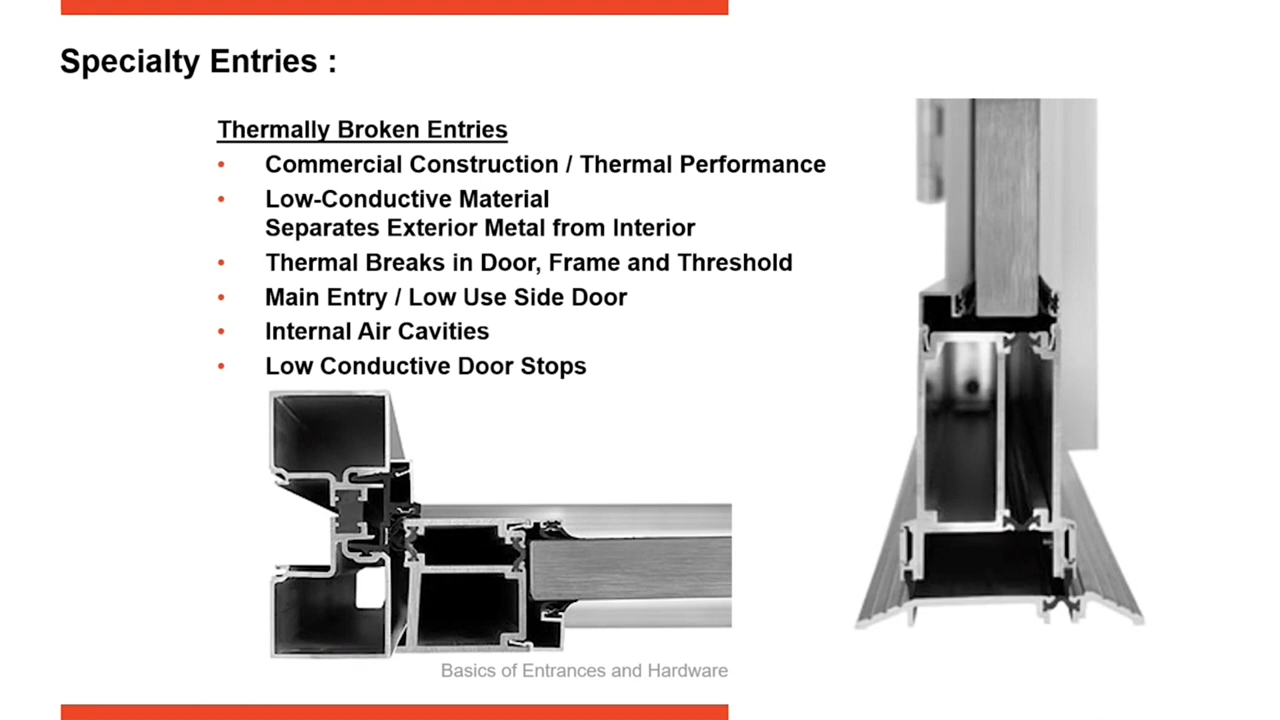 Specialty Entries :
Thermally Broken Entries
• Commercial Construction / Thermal Performance
• Low-Conductive Material
Separates Exterior Metal from Interior
• Thermal Breaks in Door, Frame and Threshold
• Main Entry / Low Use Side Door
• Internal Air Cavities
• Low Conductive Door Stops
Basics of Entrances and Hardware